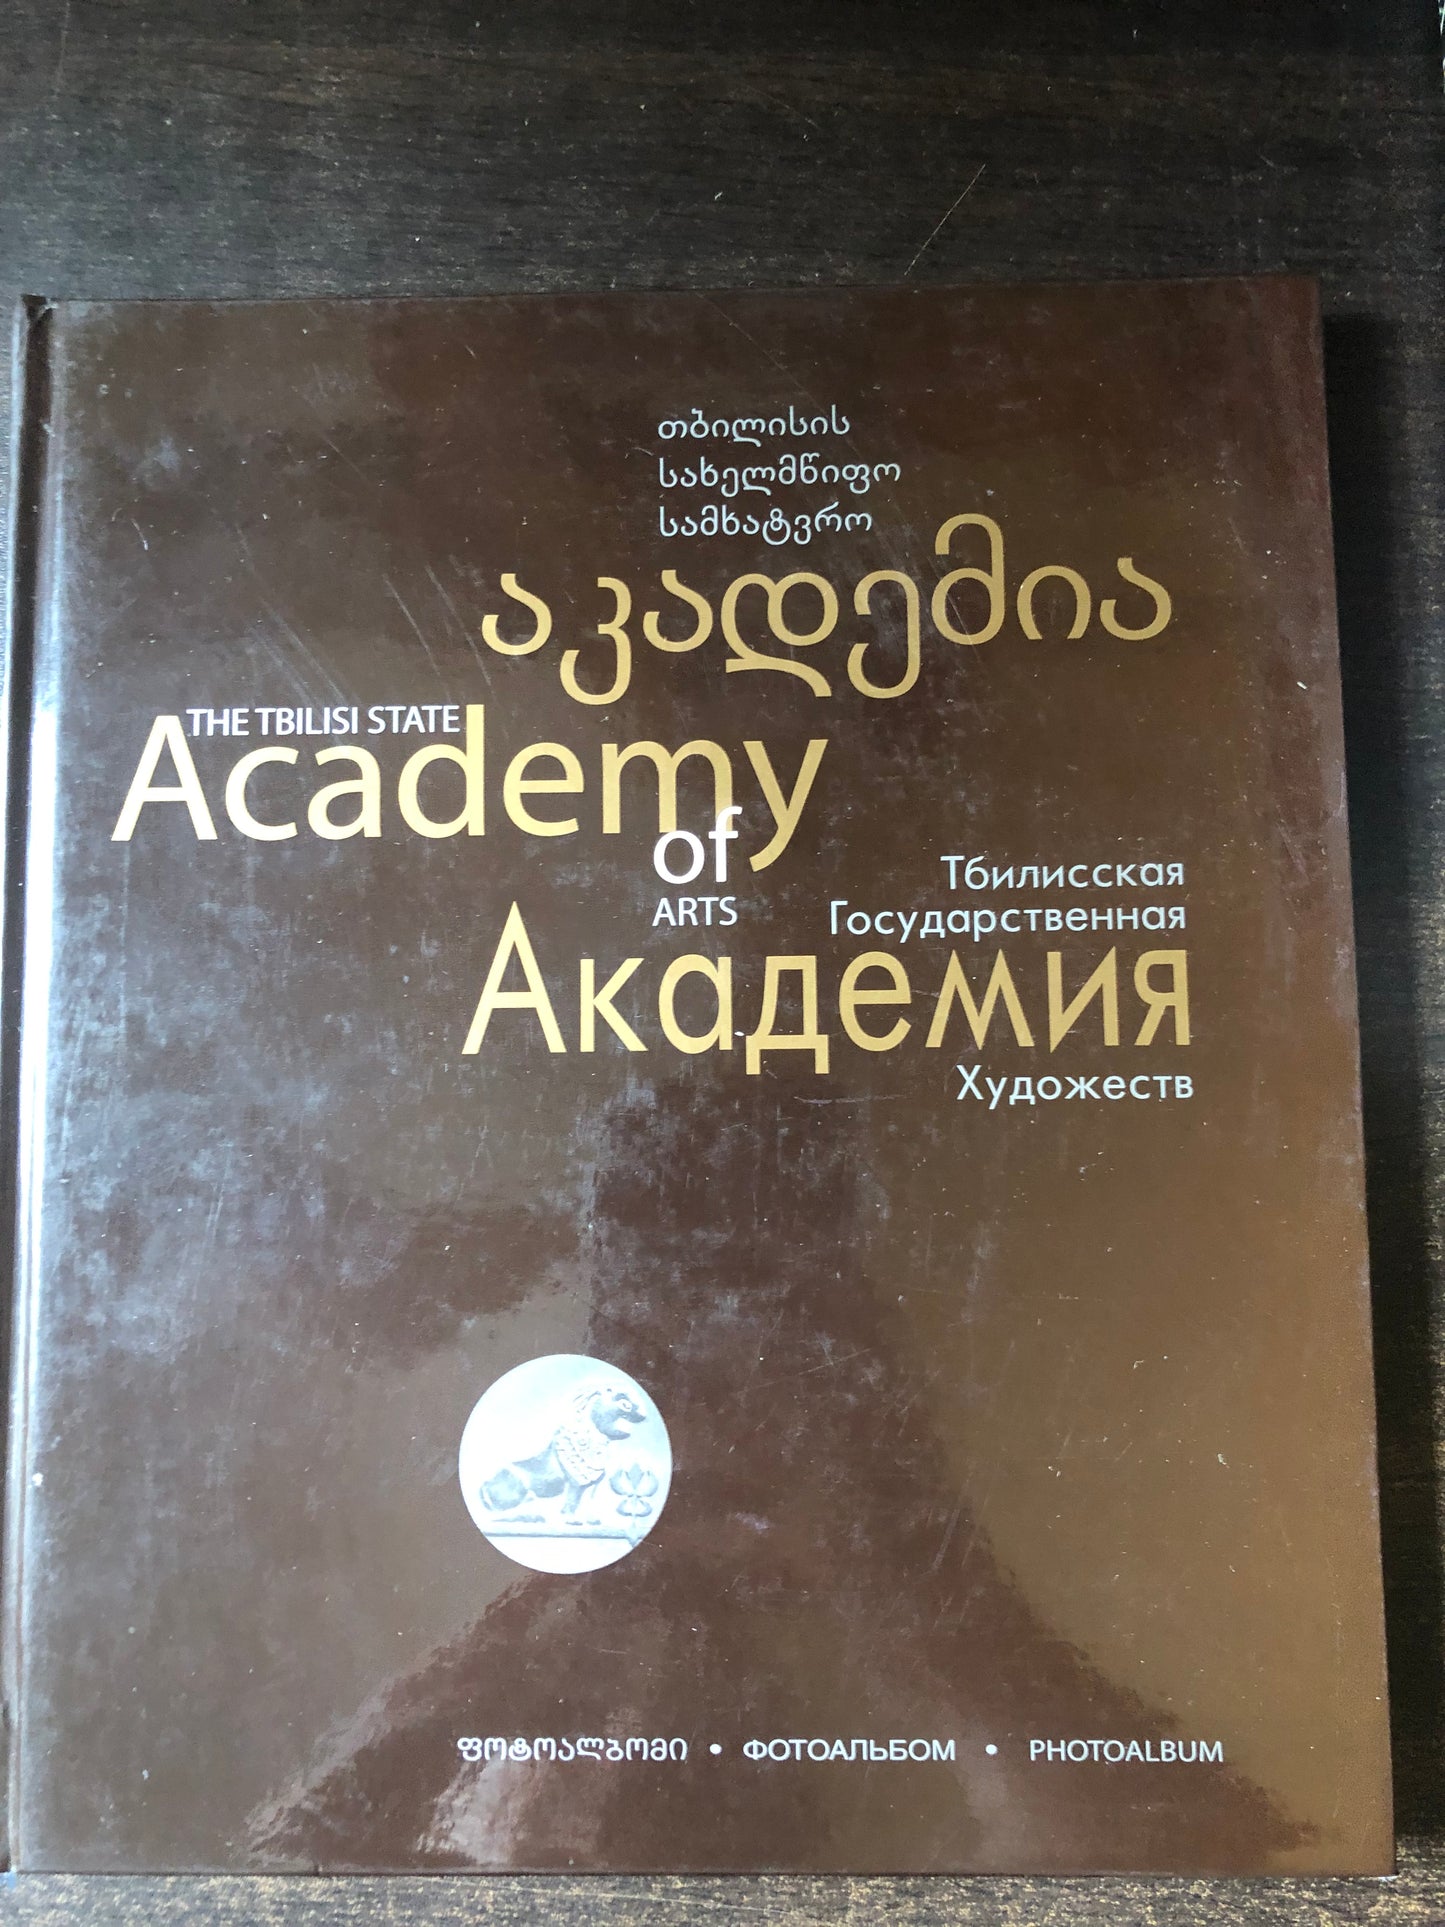 თბილისის
სახელმწიფო
სამხატვრო
აკადემია
THE TBILISI STATE
Academy
of
ARTS
Тбилисская
Государственная
Академия
Художеств
ფოტოალბომი • ФОТОАЛЬБОМ • PHOTOALBUM